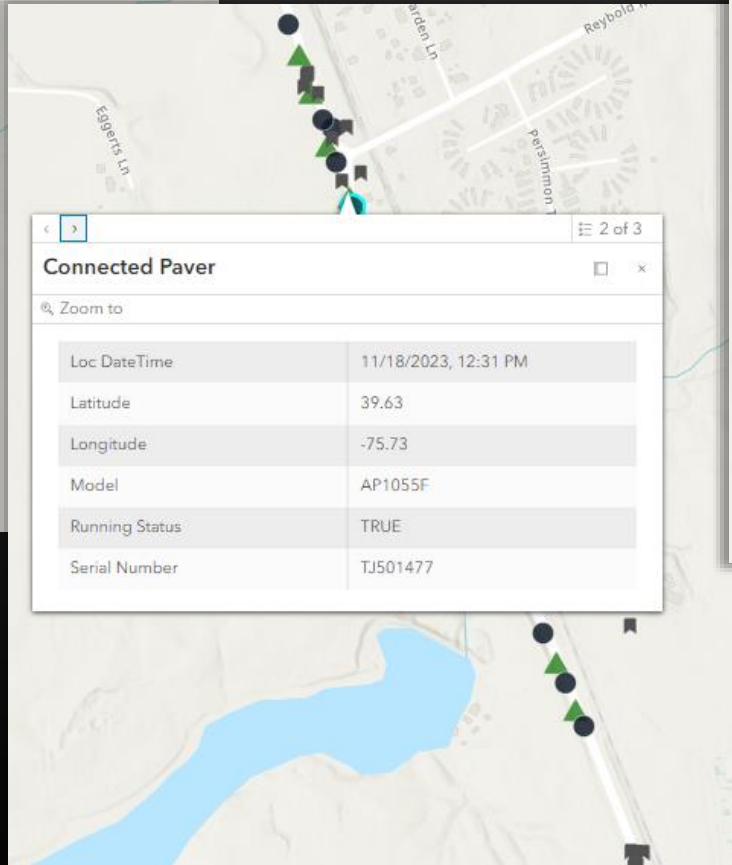 arden Ln
Reybold
Eggerts Ln
Persimmon T
2 of 3
Connected Paver
Zoom to
Loc DateTime 11/18/2023, 12:31 PM
Latitude 39.63
Longitude -75.73
Model AP1055F
Running Status TRUE
Serial Number TJ501477